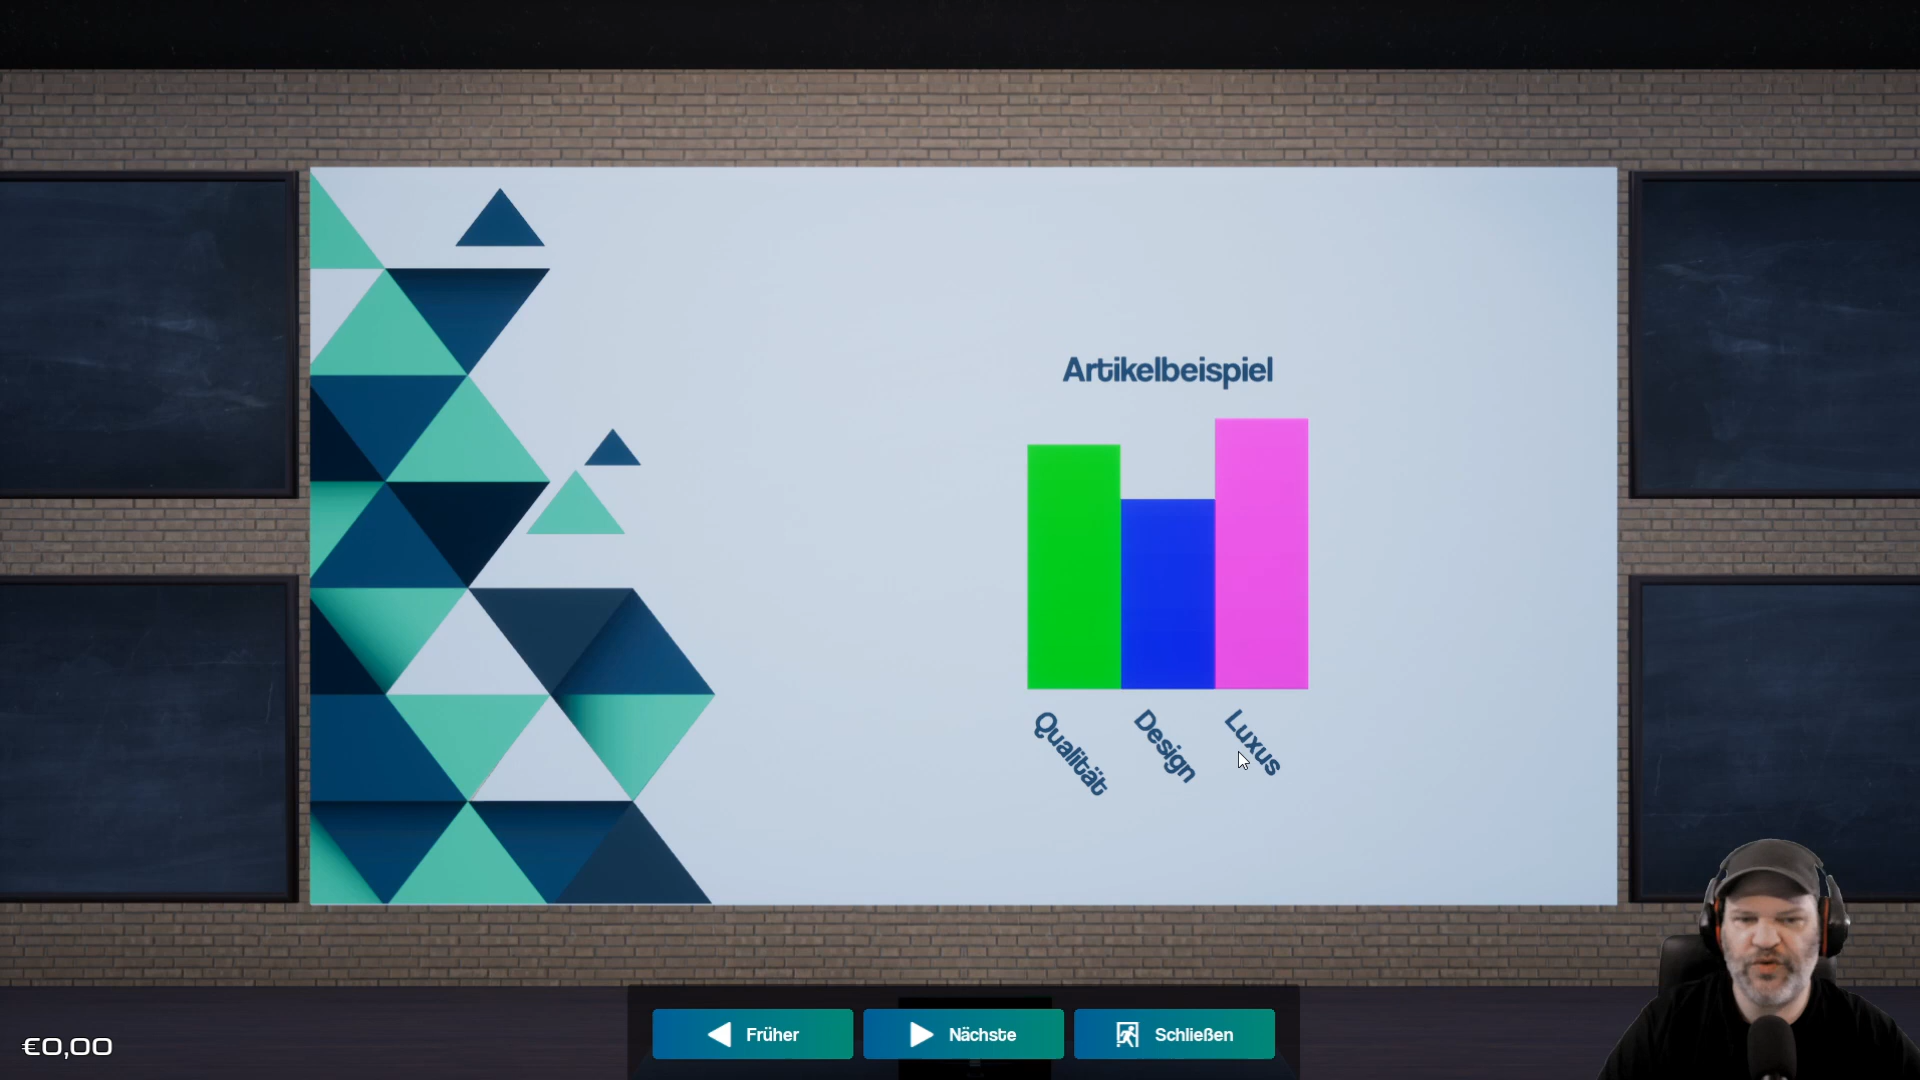 Artikelbeispiel
Qualität
Design
Luxus
€0,00
Früher
Nächste
Schließen